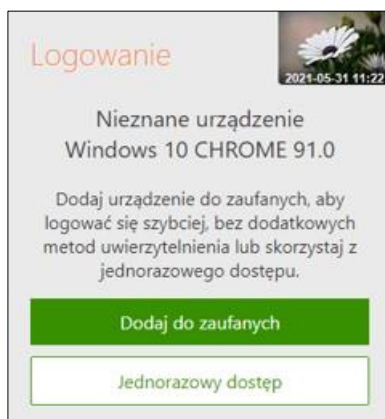 Logowanie
2021-05-31 11:22
Nieznane urządzenie
Windows 10 CHROME 91.0
Dodaj urządzenie do zaufanych, aby
logować się szybciej, bez dodatkowych
metod uwierzytelnienia lub skorzystaj z
jednorazowego dostępu.
Dodaj do zaufanych
Jednorazowy dostęp